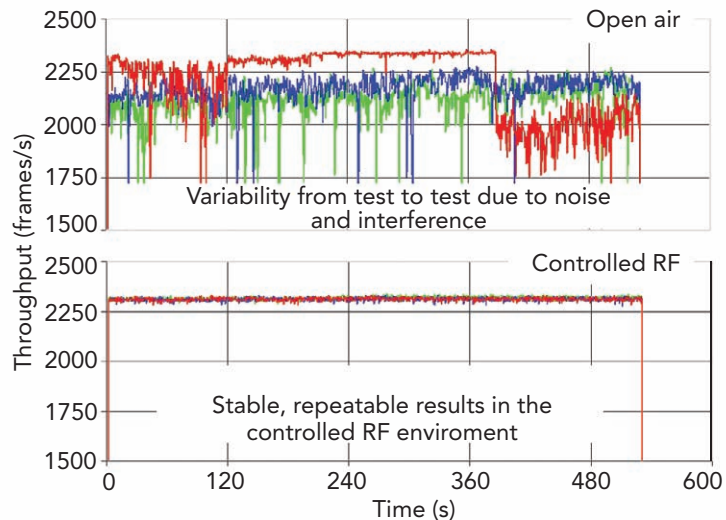 2500
Open air
2250
2000
1750
Variability from test to test due to noise
and interference
1500
Throughput (frames/s)
2500
Controlled RF
2250
2000
1750
Stable, repeatable results in the
controlled RF enviroment
1500
0 120 240 360 480 600
Time (s)